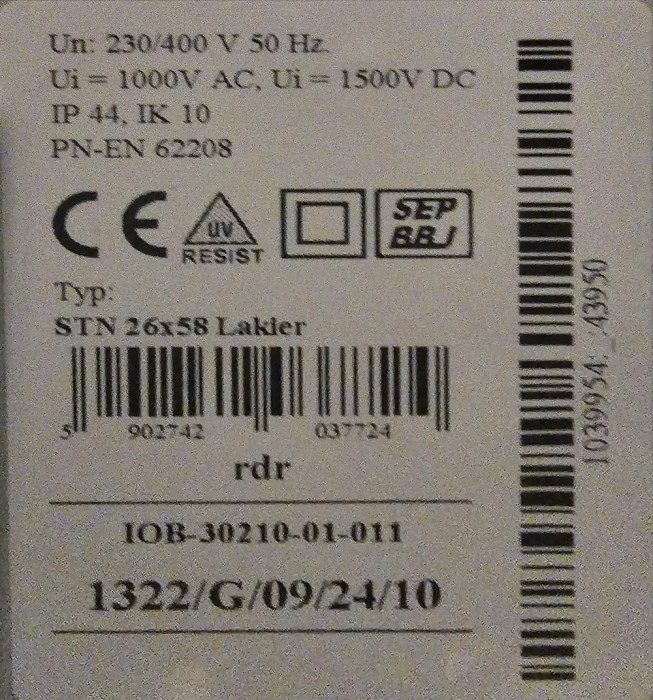 Un: 230/400 V 50 Hz.
Ui = 1000V AC, Ui = 1500V DC
IP 44, IK 10
PN-EN 62208
CE
UV
RESIST
SEP
BBJ
Typ:
STN 26x58 Lakier
5 902742 037724
rdr
IOB-30210-01-011
1322/G/09/24/10
1039954:_:43950